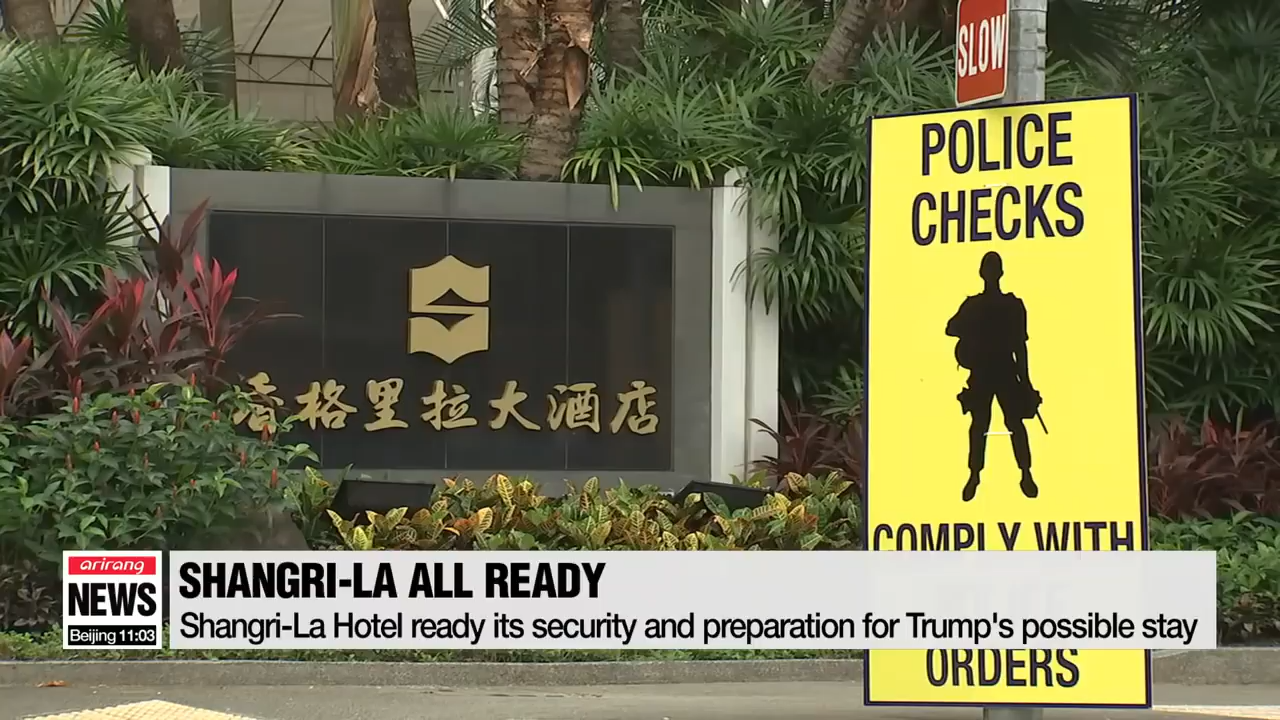 SLOW
POLICE
CHECKS
香格里拉大酒店
COMPLY WITH
ORDERS
arirang
NEWS
Beijing 11:03
SHANGRI-LA ALL READY
Shangri-La Hotel ready its security and preparation for Trump's possible stay